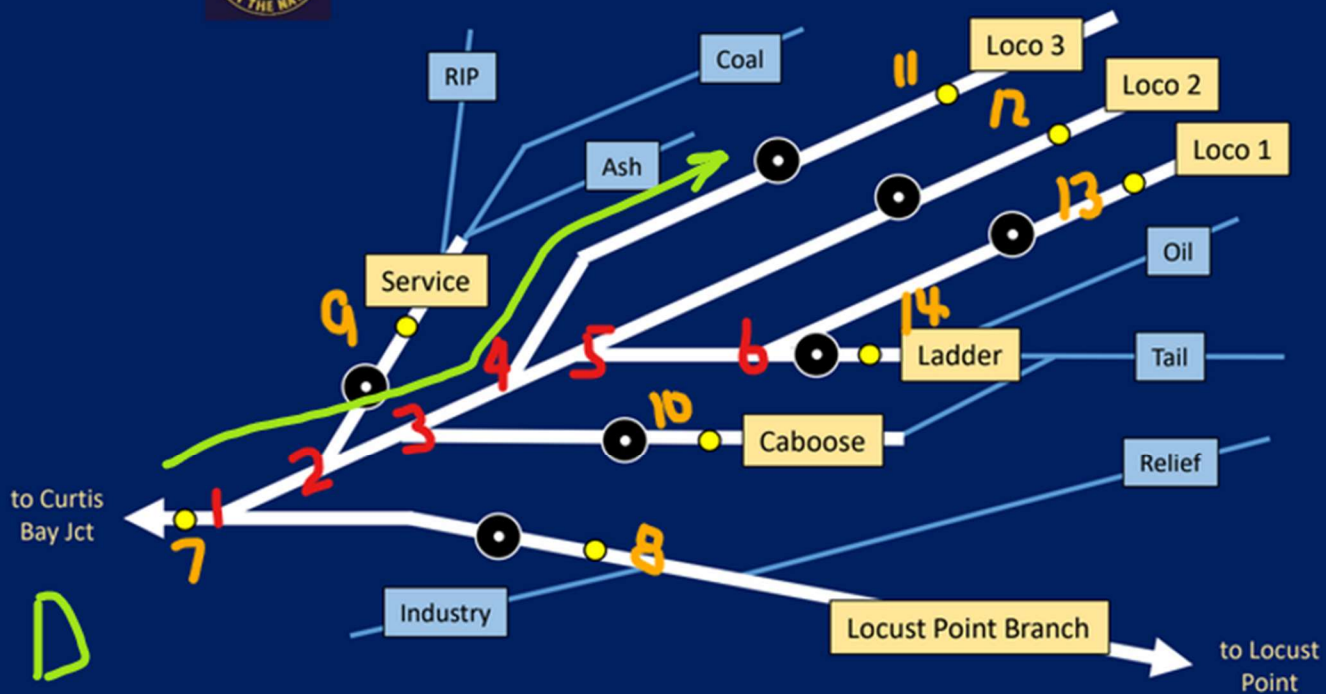 THE NA
RIP
Coal
Loco 3
11
Loco 2
12
Ash
Loco 1
13
Service
9
Oil
14
4
5
6
Ladder
Tail
10
3
Caboose
2
Relief
to Curtis
Bay Jct
1
7
8
Industry
D
Locust Point Branch
to Locust
Point